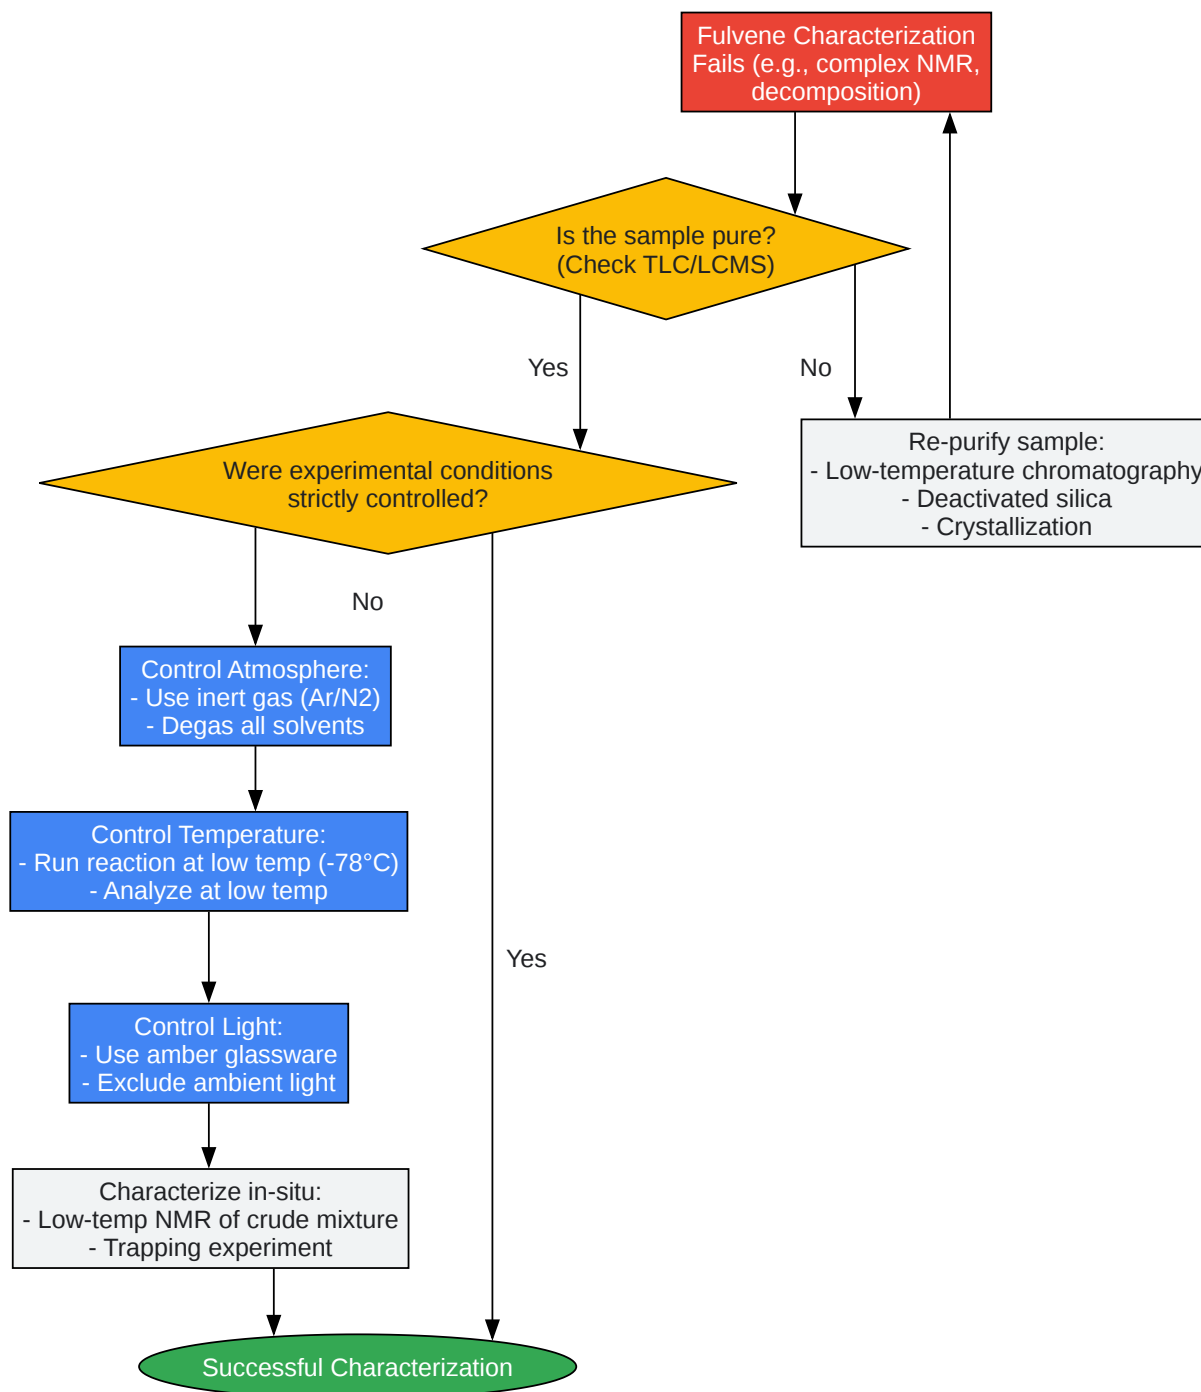 Fulvene Characterization
Fails (e.g., complex NMR,
decomposition)
Is the sample pure?
(Check TLC/LCMS)
Yes
No
Were experimental conditions
strictly controlled?
Re-purify sample:
- Low-temperature chromatography
- Deactivated silica
- Crystallization
No
Control Atmosphere:
- Use inert gas (Ar/N2)
- Degas all solvents
Control Temperature:
- Run reaction at low temp (-78°C)
- Analyze at low temp
Yes
Control Light:
- Use amber glassware
- Exclude ambient light
Characterize in-situ:
- Low-temp NMR of crude mixture
- Trapping experiment
Successful Characterization